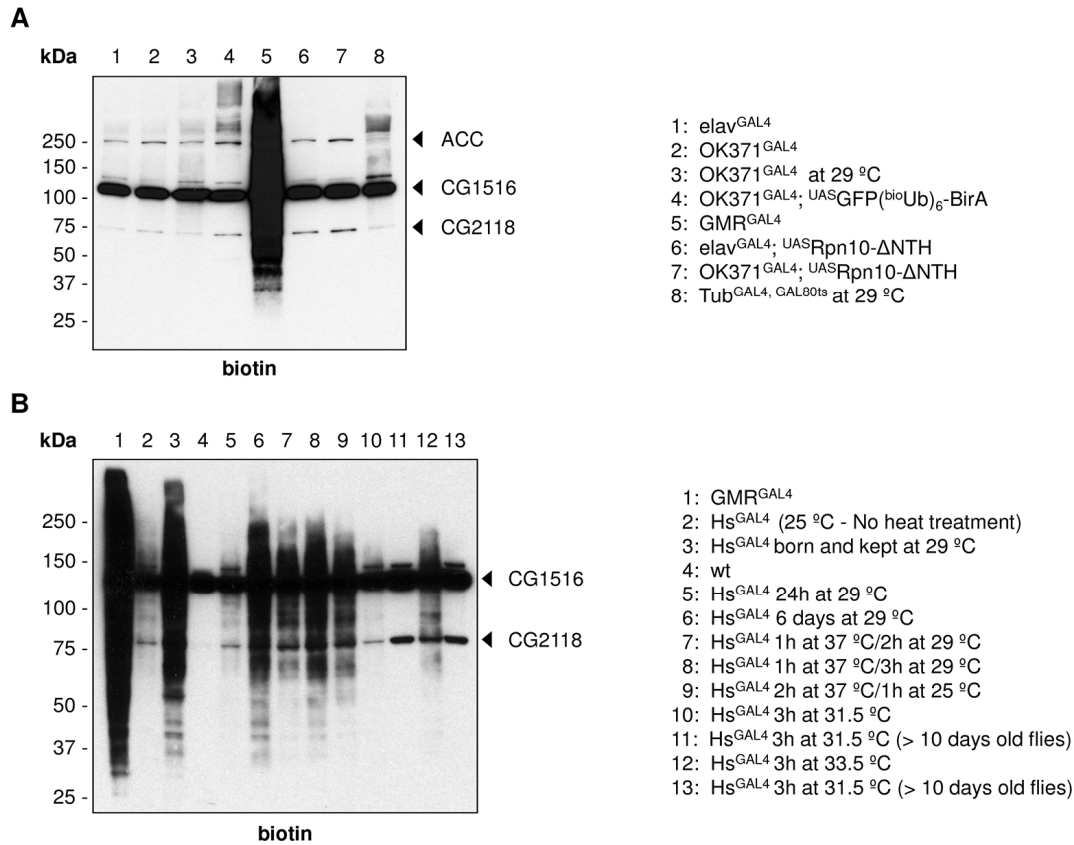 A
kDa 1 2 3 4 5 6 7 8
250 -
150 -
100 -
75 -
50 -
37 -
25 -
ACC
CG1516
CG2118
biotin
1: elavGAL4
2: OK371GAL4
3: OK371GAL4 at 29 ºC
4: OK371GAL4; UASGFP(bioUb)6-BirA
5: GMRGAL4
6: elavGAL4; UASRpn10-ΔNTH
7: OK371GAL4; UASRpn10-ΔNTH
8: TubGAL4, GAL80ts at 29 ºC
B
kDa 1 2 3 4 5 6 7 8 9 10 11 12 13
250 -
150 -
100 -
75 -
50 -
37 -
25 -
CG1516
CG2118
biotin
1: GMRGAL4
2: HsGAL4 (25 ºC - No heat treatment)
3: HsGAL4 born and kept at 29 ºC
4: wt
5: HsGAL4 24h at 29 ºC
6: HsGAL4 6 days at 29 ºC
7: HsGAL4 1h at 37 ºC/2h at 29 ºC
8: HsGAL4 1h at 37 ºC/3h at 29 ºC
9: HsGAL4 2h at 37 ºC/1h at 25 ºC
10: HsGAL4 3h at 31.5 ºC
11: HsGAL4 3h at 31.5 ºC (> 10 days old flies)
12: HsGAL4 3h at 33.5 ºC
13: HsGAL4 3h at 31.5 ºC (> 10 days old flies)